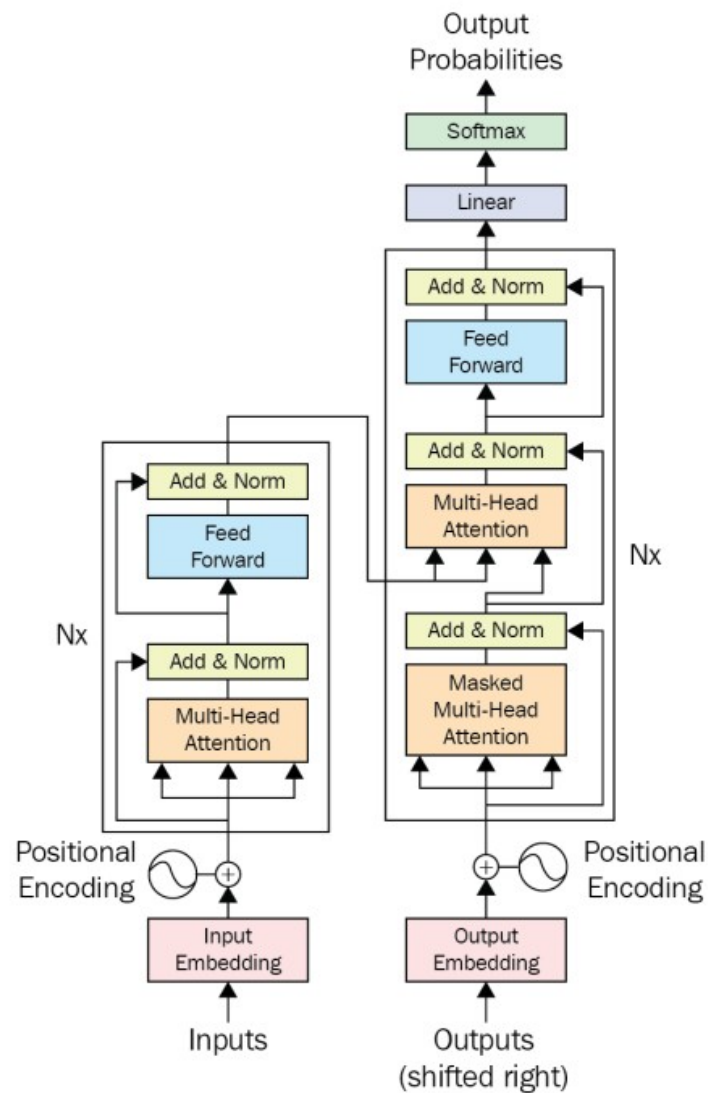 Output
Probabilities
Softmax
Linear
Add & Norm
Feed
Forward
Add & Norm
Multi-Head
Attention
Nx
Add & Norm
Masked
Multi-Head
Attention
Add & Norm
Feed
Forward
Nx
Add & Norm
Multi-Head
Attention
Positional
Encoding
+
+
Positional
Encoding
Input
Embedding
Output
Embedding
Inputs
Outputs
(shifted right)